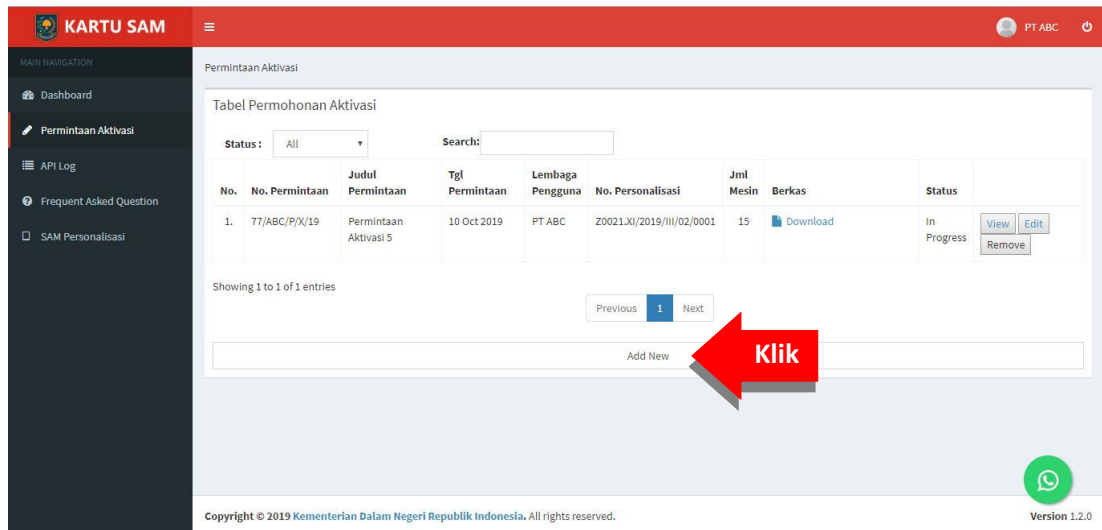 KARTU SAM
PT ABC
MAIN NAVIGATION
Dashboard
Permintaan Aktivasi
API Log
Frequent Asked Question
SAM Personalisasi
Permintaan Aktivasi
Tabel Permohonan Aktivasi
Status : All Search:
No. No. Permintaan Judul Permintaan Tgl Permintaan Lembaga Pengguna No. Personalisasi Jml Mesin Berkas Status
1. 77/ABC/P/X/19 Permintaan Aktivasi 5 10 Oct 2019 PT ABC Z0021.XI/2019/III/02/0001 15 Download In Progress View Edit Remove
Showing 1 to 1 of 1 entries
Previous 1 Next
Add New
Klik
Copyright © 2019 Kementerian Dalam Negeri Republik Indonesia. All rights reserved.
Version 1.2.0